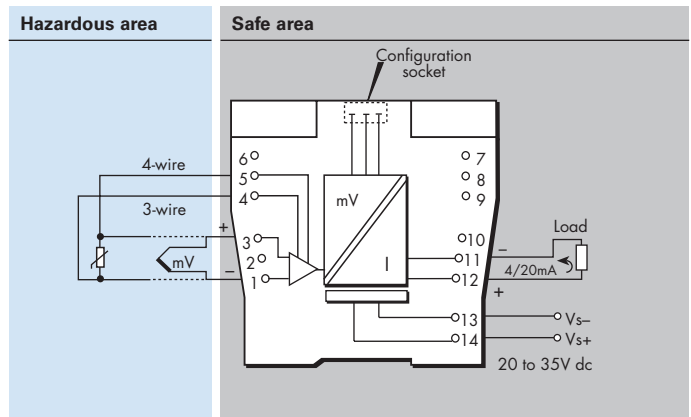 Hazardous area
Safe area
Configuration
socket
4-wire
3-wire
6
5
4
+
3
mV
2
–
1
mV
I
7
8
9
10
11
12
–
Load
4/20mA
+
13
Vs–
14
Vs+
20 to 35V dc